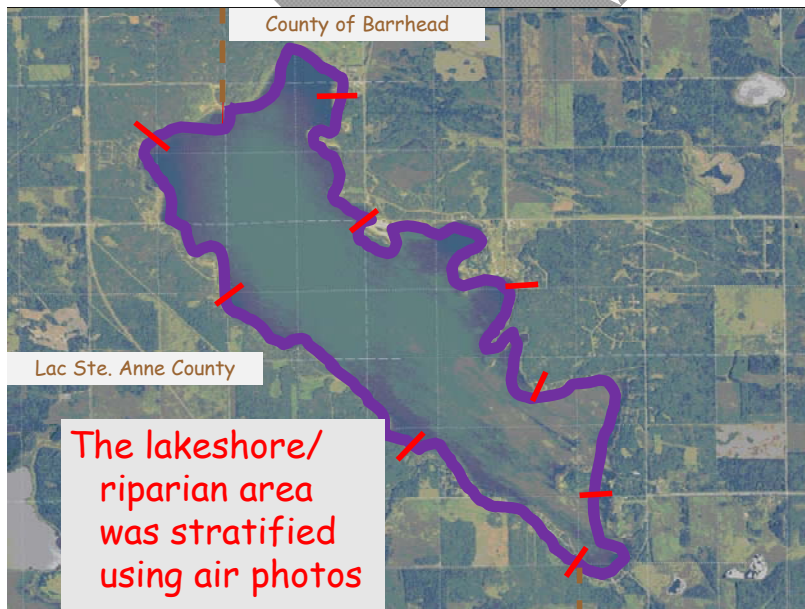 County of Barrhead
Lac Ste. Anne County
The lakeshore/
riparian area
was stratified
using air photos